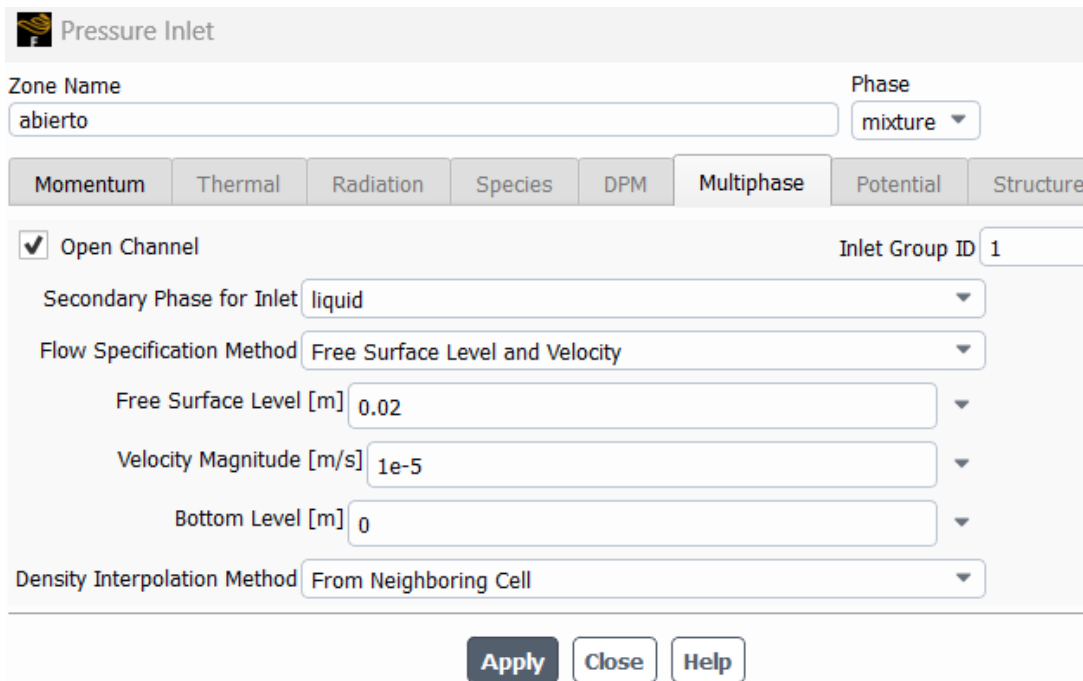 Pressure Inlet
Zone Name Phase
abierto mixture
Momentum Thermal Radiation Species DPM Multiphase Potential Structure
Open Channel Inlet Group ID 1
Secondary Phase for Inlet liquid
Flow Specification Method Free Surface Level and Velocity
Free Surface Level [m] 0.02
Velocity Magnitude [m/s] 1e-5
Bottom Level [m] 0
Density Interpolation Method From Neighboring Cell
Apply Close Help